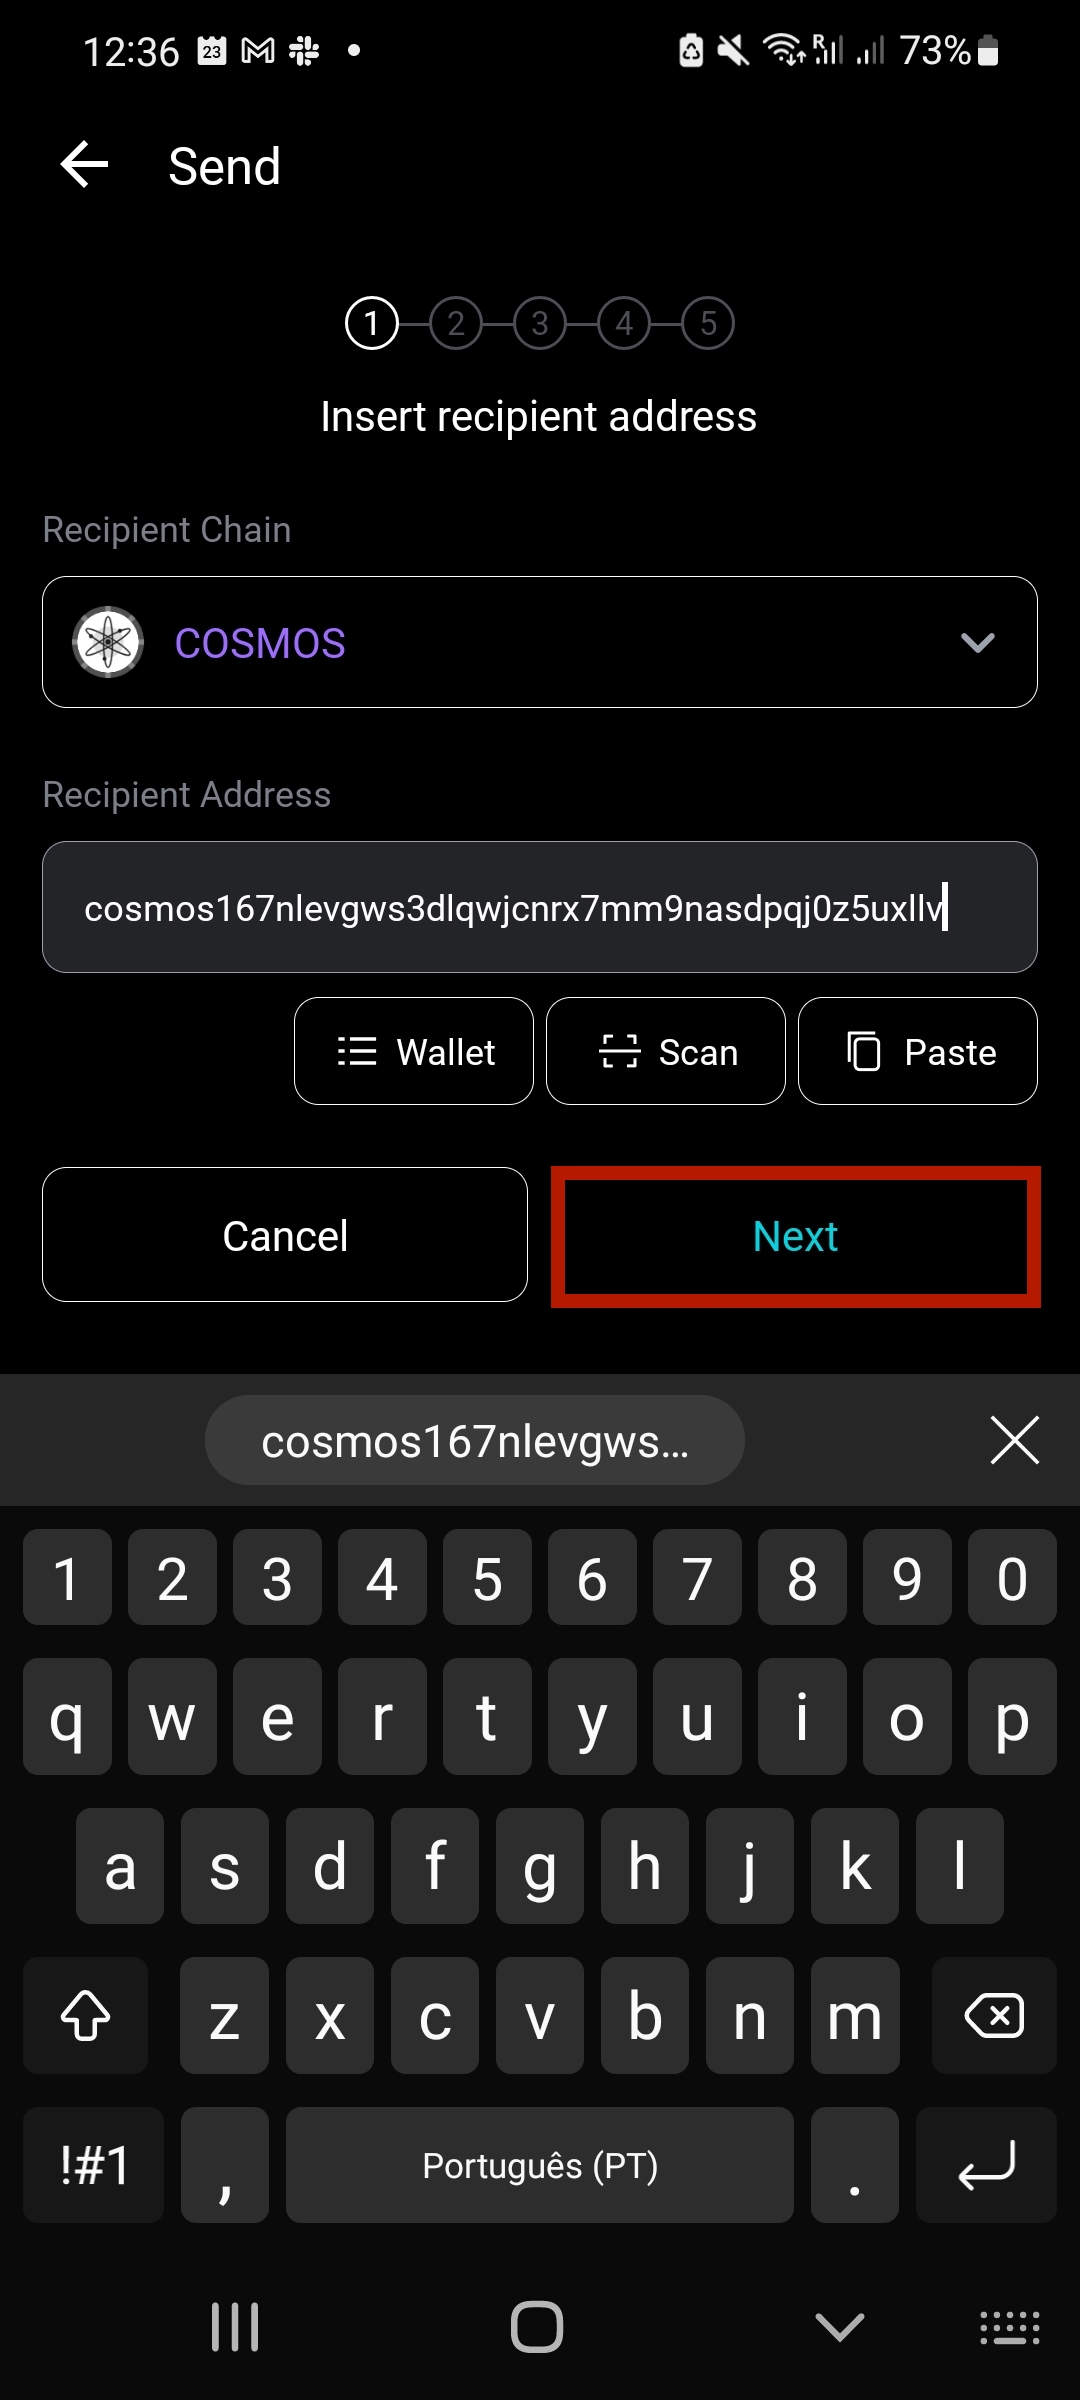 12:36 23 R 73%
Send
1 2 3 4 5
Insert recipient address
Recipient Chain
COSMOS
Recipient Address
cosmos167nlevgws3dlqwjcnrx7mm9nasdpqj0z5uxllv
Wallet Scan Paste
Cancel Next
cosmos167nlevgws...
1 2 3 4 5 6 7 8 9 0
q w e r t y u i o p
a s d f g h j k l
z x c v b n m
!#1 , Português (PT) .